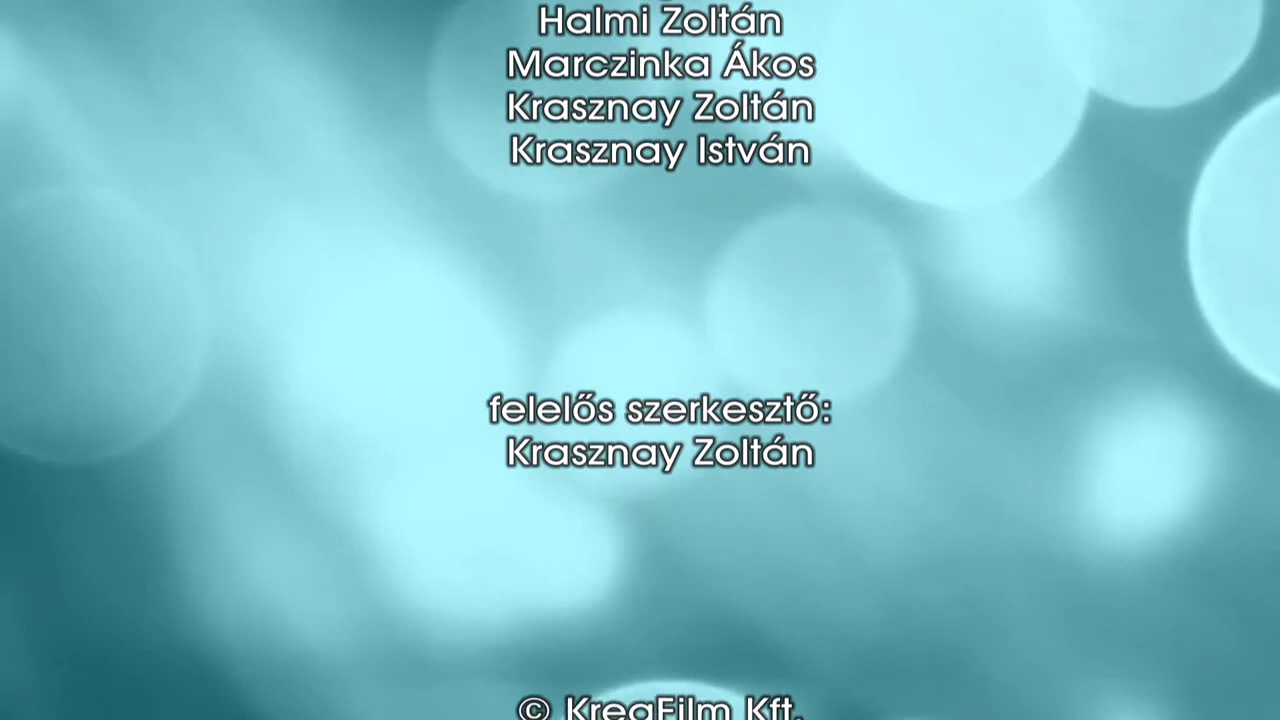 Halmi Zoltán
Marczinka Ákos
Krasznay Zoltán
Krasznay István
felelős szerkesztő:
Krasznay Zoltán
© KreaFilm Kft.